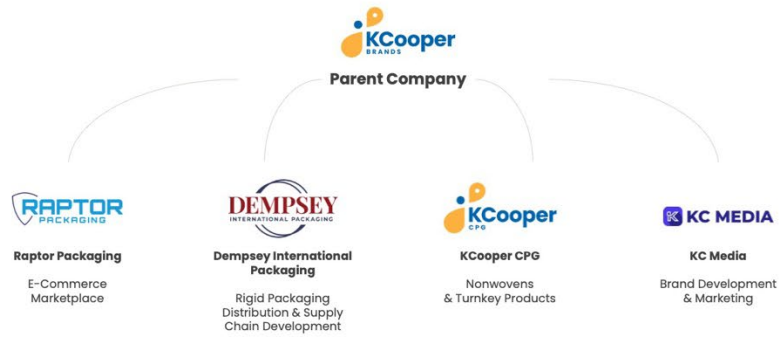 KCooper
BRANDS
Parent Company
RAPTOR
PACKAGING
Raptor Packaging
E-Commerce
Marketplace
DEMPSEY
INTERNATIONAL PACKAGING
Dempsey International
Packaging
Rigid Packaging
Distribution & Supply
Chain Development
KCooper
CPG
KCooper CPG
Nonwovens
& Turnkey Products
KC MEDIA
KC Media
Brand Development
& Marketing